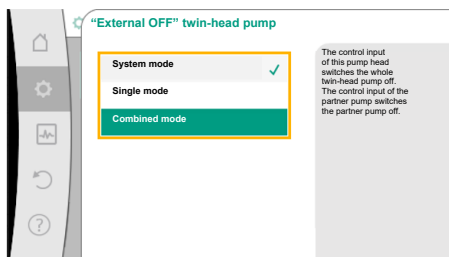 “External OFF” twin-head pump
System mode
Single mode
Combined mode
The control input
of this pump head
switches the whole
twin-head pump off.
The control input of the
partner pump switches
the partner pump off.
?